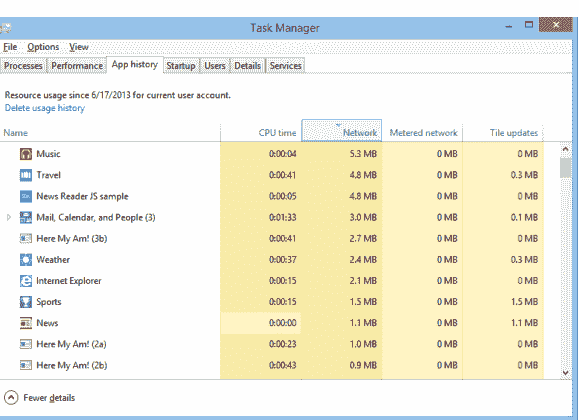 Task Manager
File Options View
Processes Performance App history Startup Users Details Services
Resource usage since 6/17/2013 for current user account.
Delete usage history
Name CPU time Network Metered network Tile updates
Music 0:00:04 5.3 MB 0 MB 0 MB
Travel 0:00:41 4.8 MB 0 MB 0.3 MB
News Reader JS sample 0:00:05 4.8 MB 0 MB 0 MB
Mail, Calendar, and People (3) 0:01:33 3.0 MB 0 MB 0.1 MB
Here My Am! (3b) 0:00:41 2.7 MB 0 MB 0 MB
Weather 0:00:37 2.4 MB 0 MB 0.3 MB
Internet Explorer 0:00:15 2.1 MB 0 MB 0 MB
Sports 0:00:15 1.5 MB 0 MB 1.5 MB
News 0:00:00 1.1 MB 0 MB 1.1 MB
Here My Am! (2a) 0:00:23 1.0 MB 0 MB 0 MB
Here My Am! (2b) 0:00:43 0.9 MB 0 MB 0 MB
Fewer details